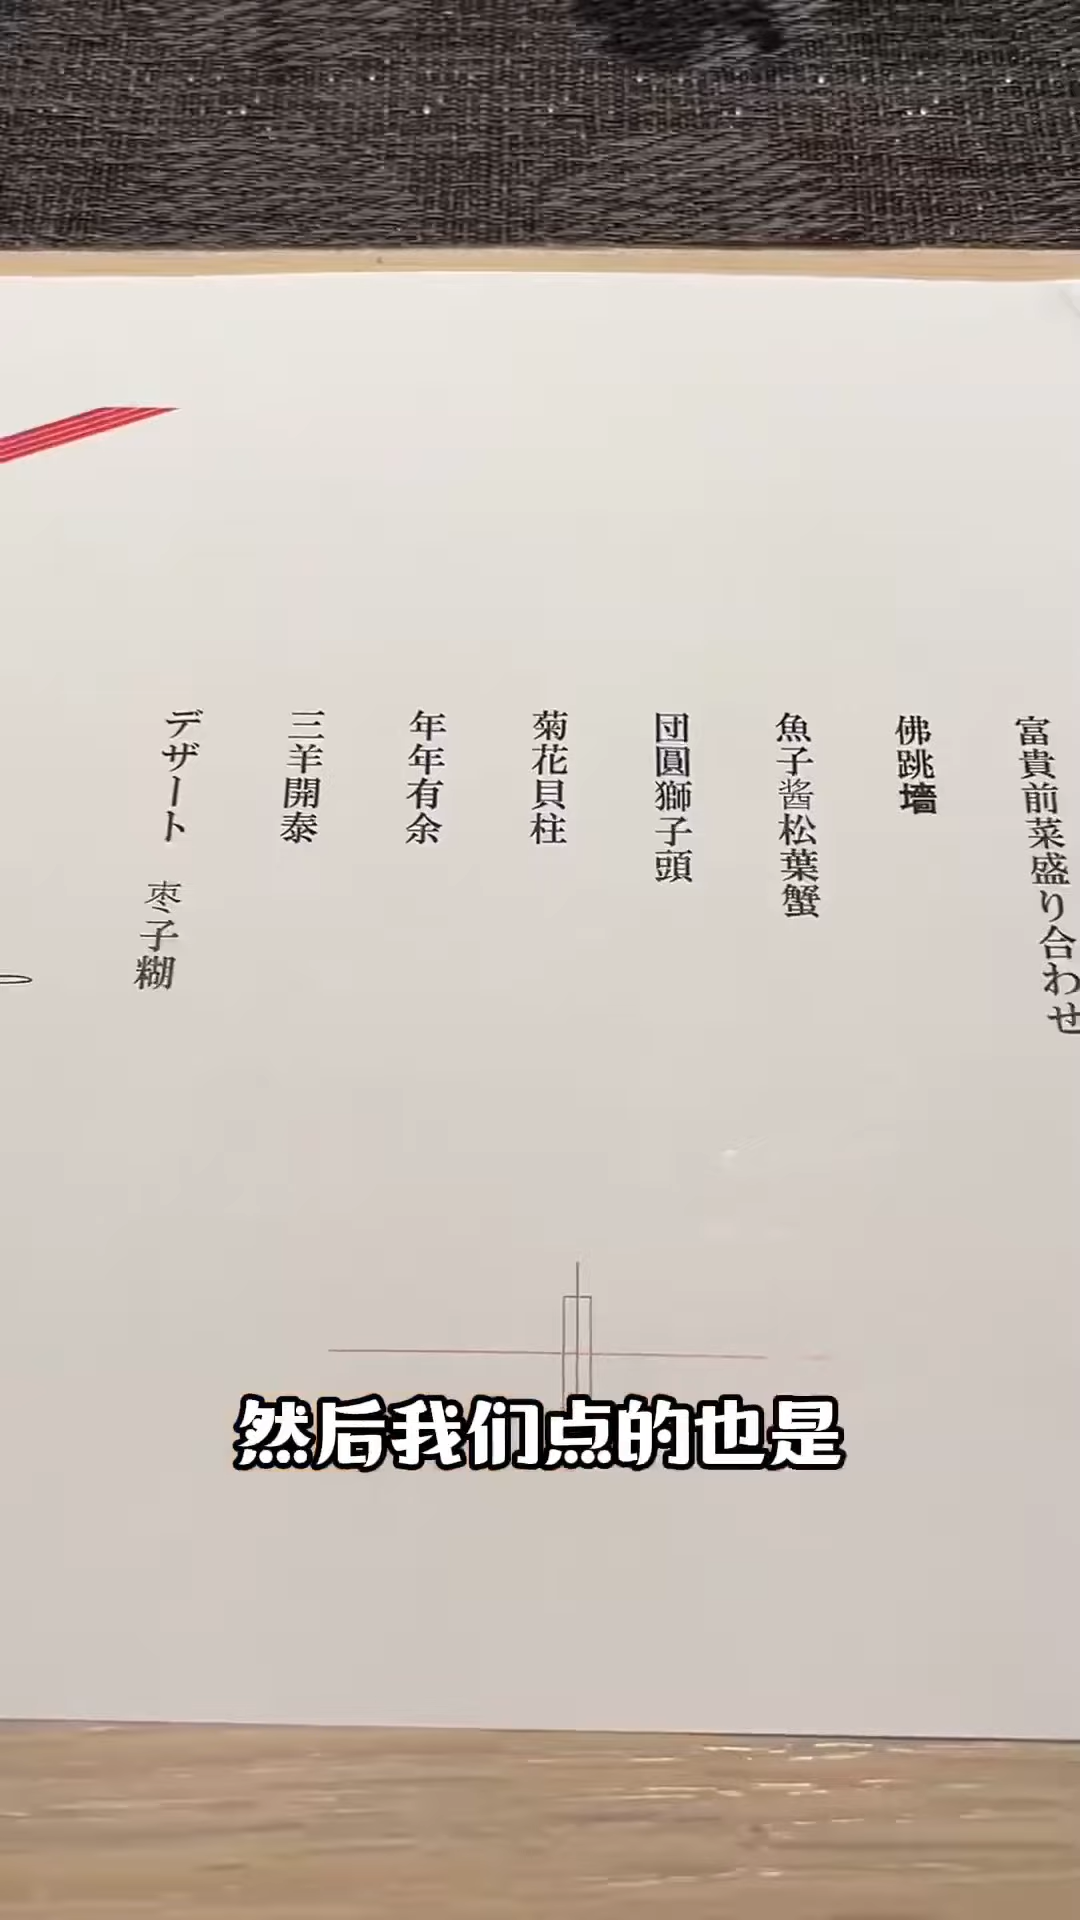 富貴前菜盛り合わせ
佛跳墻
魚子酱松葉蟹
団圓獅子頭
菊花貝柱
年年有余
三羊開泰
デザート 枣子糊
然后我们点的也是